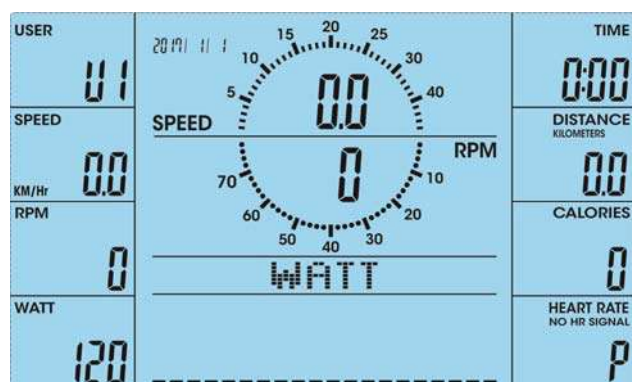 USER
U1
SPEED
KM/Hr 0.0
RPM
0
WATT
120
2017/ 1/ 1
5 10 15 20 25 30 40
SPEED 0.0
RPM
0
70 60 50 40 30 20 10
WATT
TIME
0:00
DISTANCE
KILOMETERS
0.0
CALORIES
0
HEART RATE
NO HR SIGNAL
P